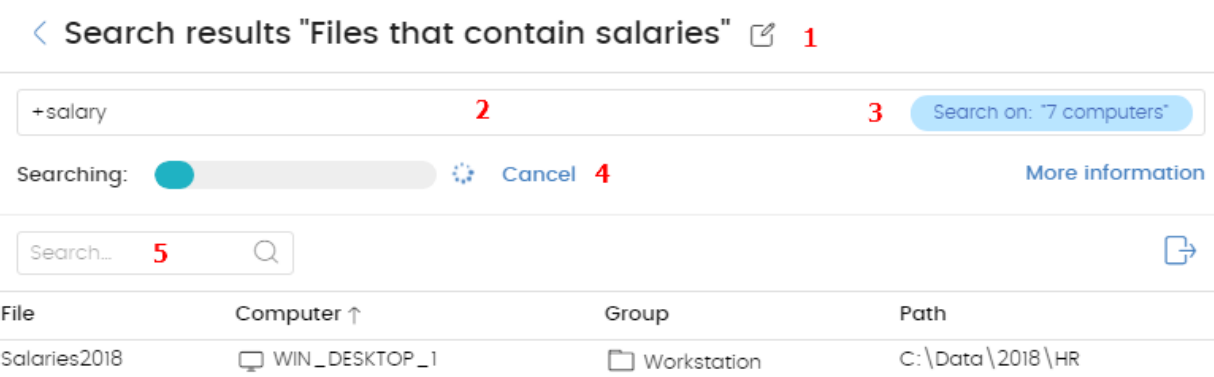 Search results "Files that contain salaries" 1
+salary 2 3 Search on: "7 computers"
Searching: Cancel 4 More information
Search... 5
File Computer ↑ Group Path
Salaries2018 WIN_DESKTOP_1 Workstation C:\Data\2018\HR